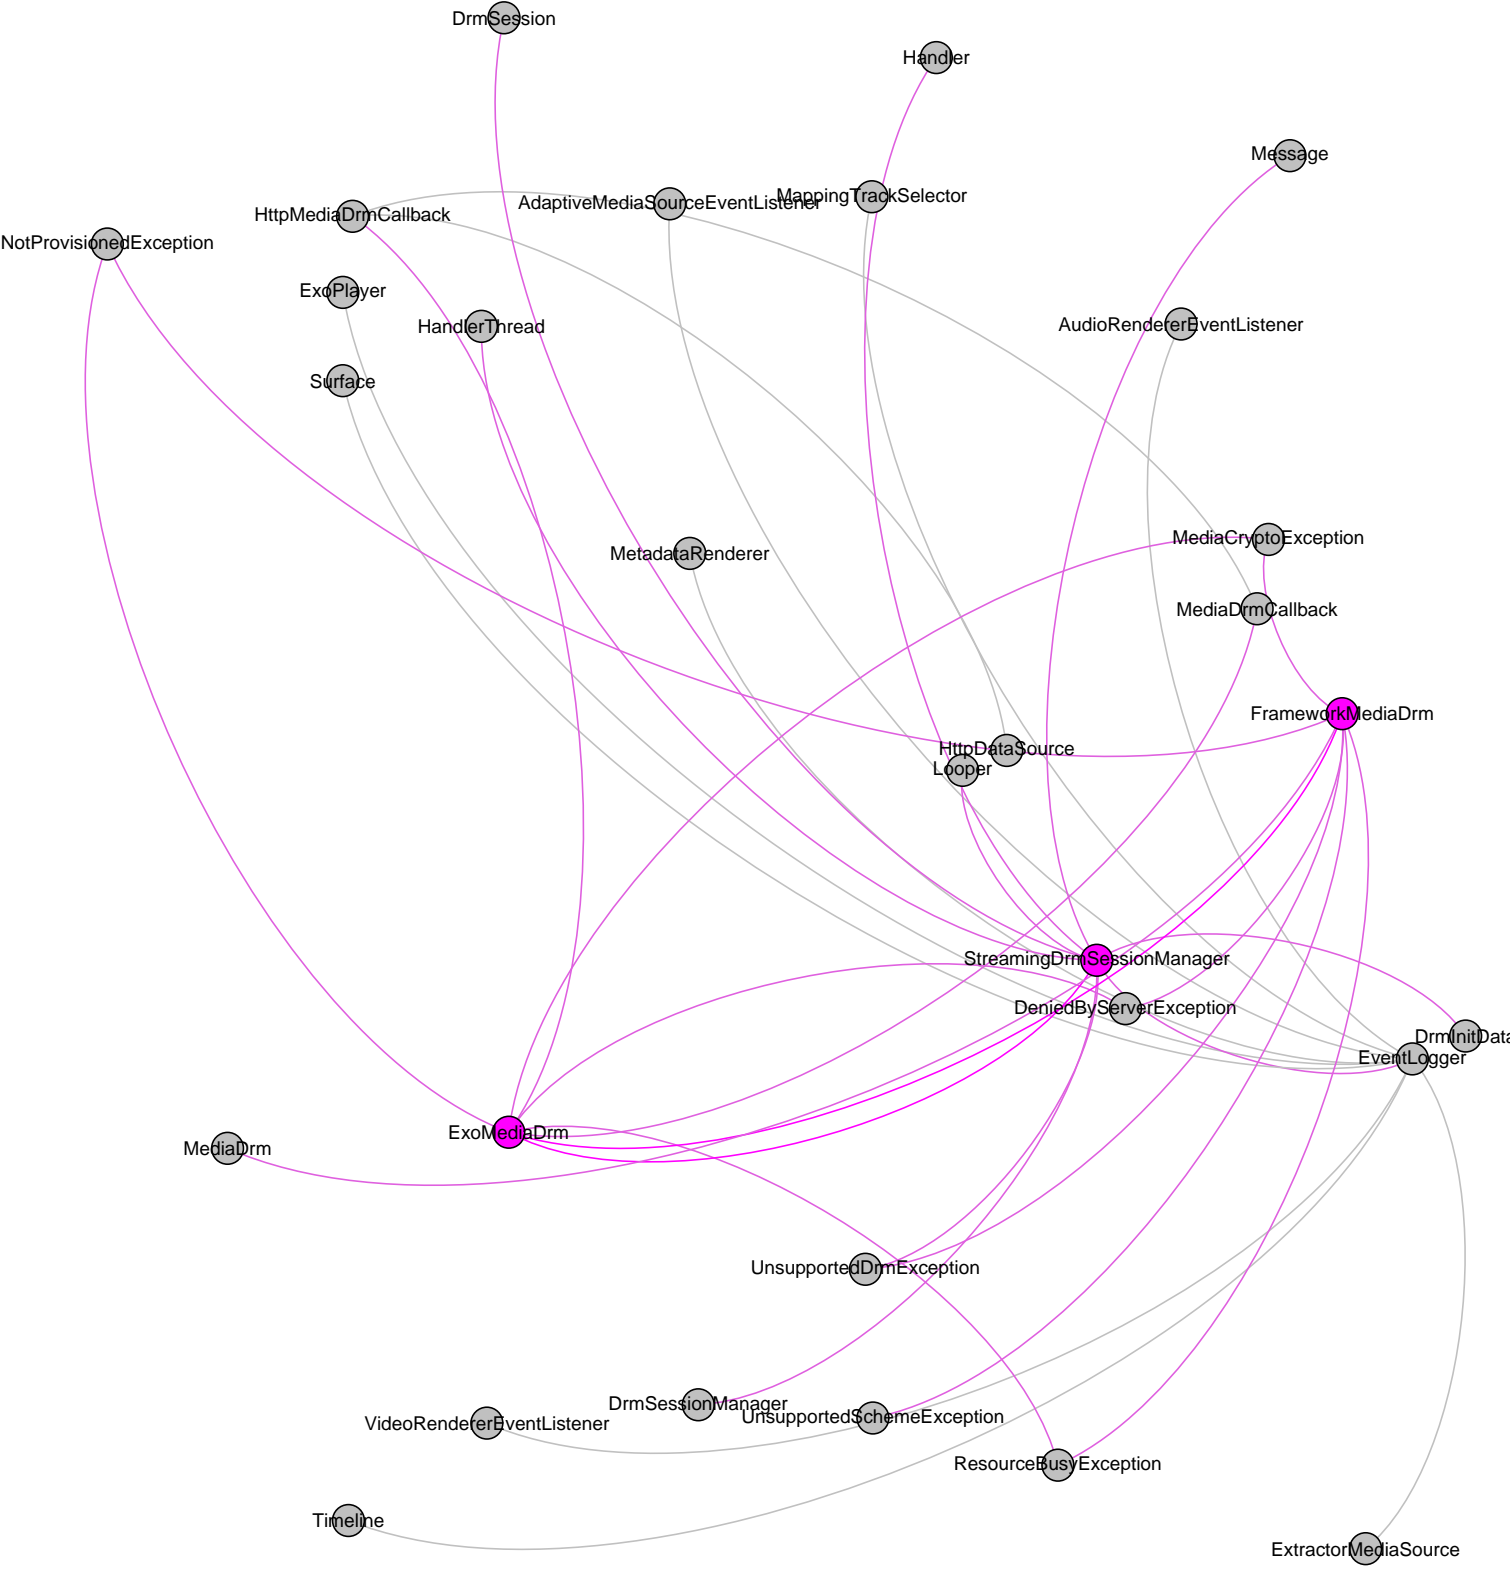 DrmSession
Handler
Message
MappingTrackSelector
AdaptiveMediaSourceEventListener
HttpMediaDrmCallback
NotProvisionedException
ExoPlayer
HandlerThread
AudioRendererEventListener
Surface
MediaCryptoException
MetadataRenderer
MediaDrmCallback
FrameworkMediaDrm
HttpDataSource
Looper
StreamingDrmSessionManager
DeniedByServerException
DrmInitData
EventLogger
ExoMediaDrm
MediaDrm
UnsupportedDrmException
DrmSessionManager
UnsupportedSchemeException
VideoRendererEventListener
ResourceBusyException
Timeline
ExtractorMediaSource